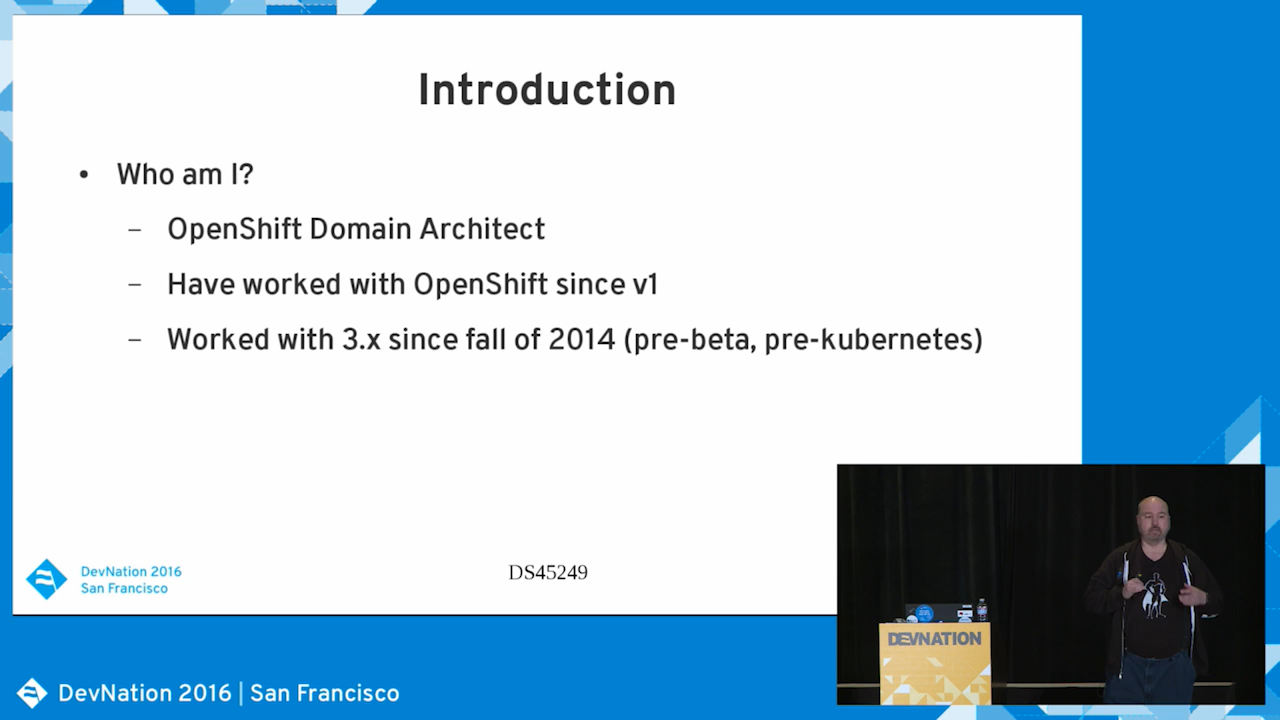 Introduction
• Who am I?
– OpenShift Domain Architect
– Have worked with OpenShift since v1
– Worked with 3.x since fall of 2014 (pre-beta, pre-kubernetes)
DevNation 2016
San Francisco
DS45249
DEVNATION
DevNation 2016 | San Francisco